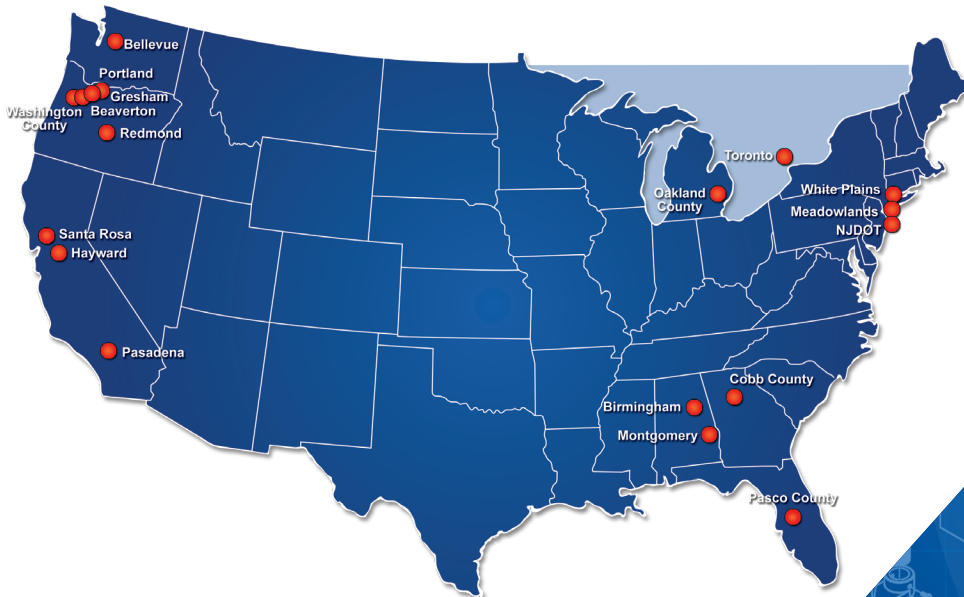 Bellevue
Portland
Gresham
Washington
County
Beaverton
Redmond
Toronto
Oakland
County
White Plains
Meadowlands
NJDOT
Santa Rosa
Hayward
Pasadena
Cobb County
Birmingham
Montgomery
Pasco County